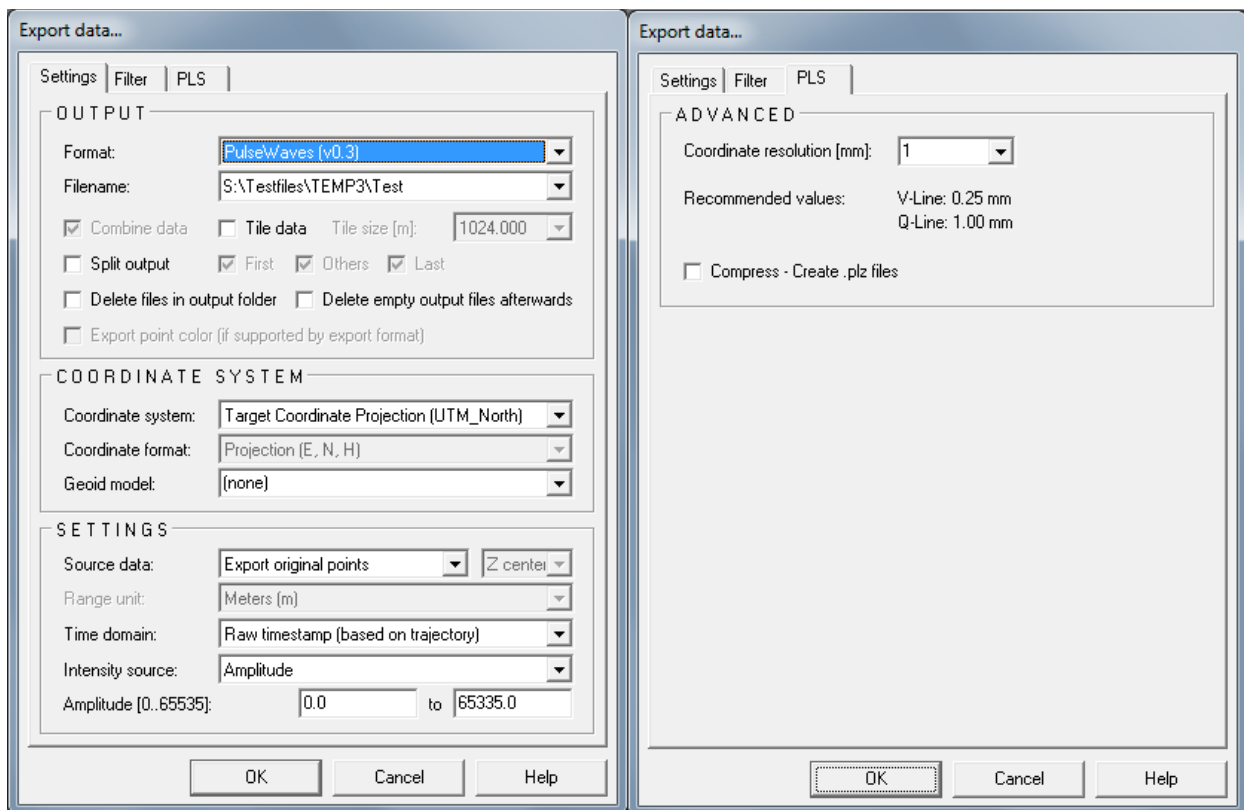 Export data...
Settings Filter PLS
OUTPUT
Format: PulseWaves (v0.3)
Filename: S:\Testfiles\TEMP3\Test
Combine data Tile data Tile size [m]: 1024.000
Split output First Others Last
Delete files in output folder Delete empty output files afterwards
Export point color (if supported by export format)
COORDINATE SYSTEM
Coordinate system: Target Coordinate Projection (UTM_North)
Coordinate format: Projection (E, N, H)
Geoid model: (none)
SETTINGS
Source data: Export original points Z center
Range unit: Meters (m)
Time domain: Raw timestamp (based on trajectory)
Intensity source: Amplitude
Amplitude [0..65535]: 0.0 to 65335.0
OK Cancel Help
Export data...
Settings Filter PLS
ADVANCED
Coordinate resolution [mm]: 1
Recommended values: V-Line: 0.25 mm
Q-Line: 1.00 mm
Compress - Create .plz files
OK Cancel Help